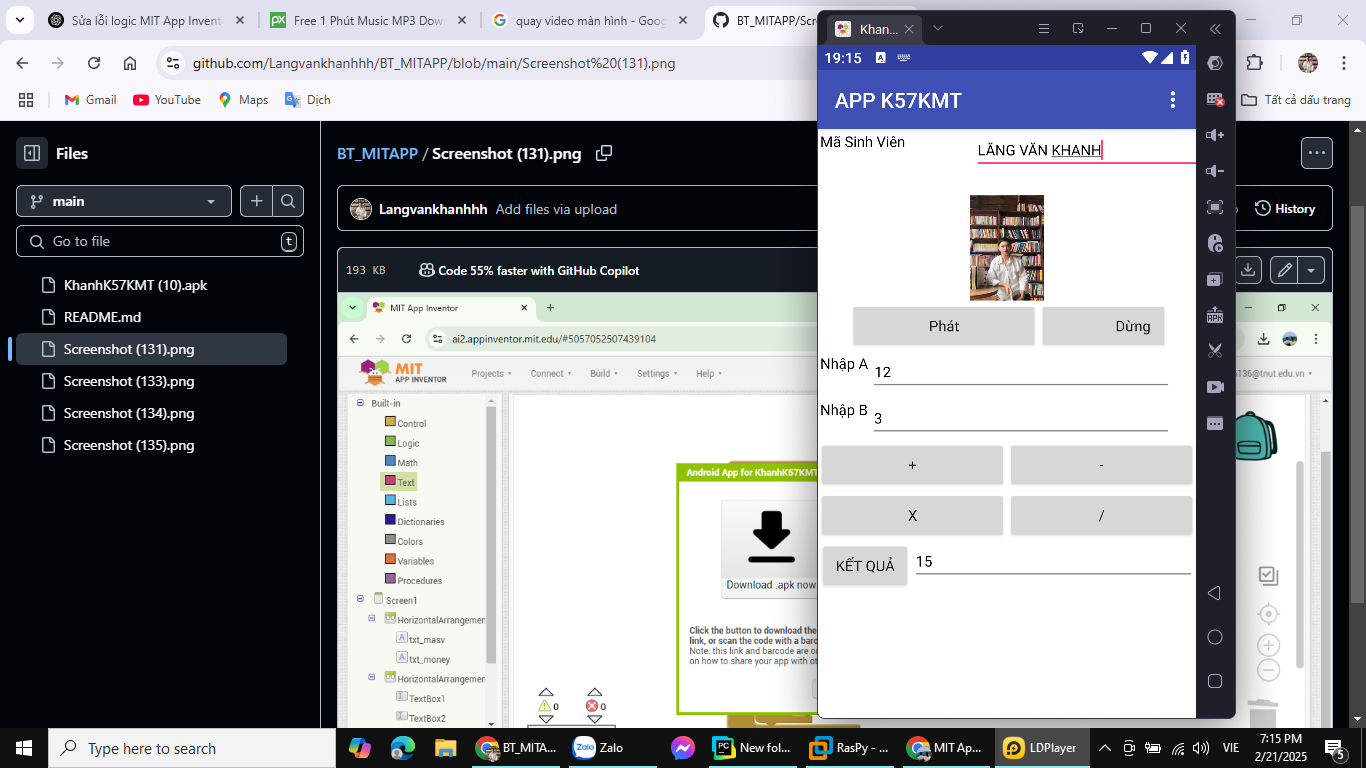 Sửa lỗi logic MIT App Invent
Free 1 Phút Music MP3 Dow
quay video màn hình - Goog
BT_MITAPP/Scre
github.com/Langvankhanhhh/BT_MITAPP/blob/main/Screenshot%20(131).png
Gmail
YouTube
Maps
Dịch
Tất cả dấu trang
Files
main
Go to file
t
KhanhK57KMT (10).apk
README.md
Screenshot (131).png
Screenshot (133).png
Screenshot (134).png
Screenshot (135).png
BT_MITAPP / Screenshot (131).png
Langvankhanhhh Add files via upload
History
193 KB
Code 55% faster with GitHub Copilot
MIT App Inventor
ai2.appinventor.mit.edu/#5057052507439104
MIT
APP INVENTOR
Projects
Connect
Build
Settings
Help
5136@tnut.edu.vn
Built-in
Control
Logic
Math
Text
Lists
Dictionaries
Colors
Variables
Procedures
Screen1
HorizontalArrangemen
txt_masv
txt_money
HorizontalArrangemen
TextBox1
TextBox2
Android App for KhanhK57KMT
Download .apk now
Click the button to download the
link, or scan the code with a barc
Note: this link and barcode are on
on how to share your app with oth
0
0
Khan...
19:15
A
APP K57KMT
Mã Sinh Viên
LĂNG VĂN KHANH
Phát
Dừng
Nhập A
12
Nhập B
3
+
-
X
/
KẾT QUẢ
15
APK
Type here to search
BT_MITA...
Zalo
Zalo
PC
New fol...
RasPy - ...
MIT Ap...
LDPlayer
VIE
7:15 PM
2/21/2025
5